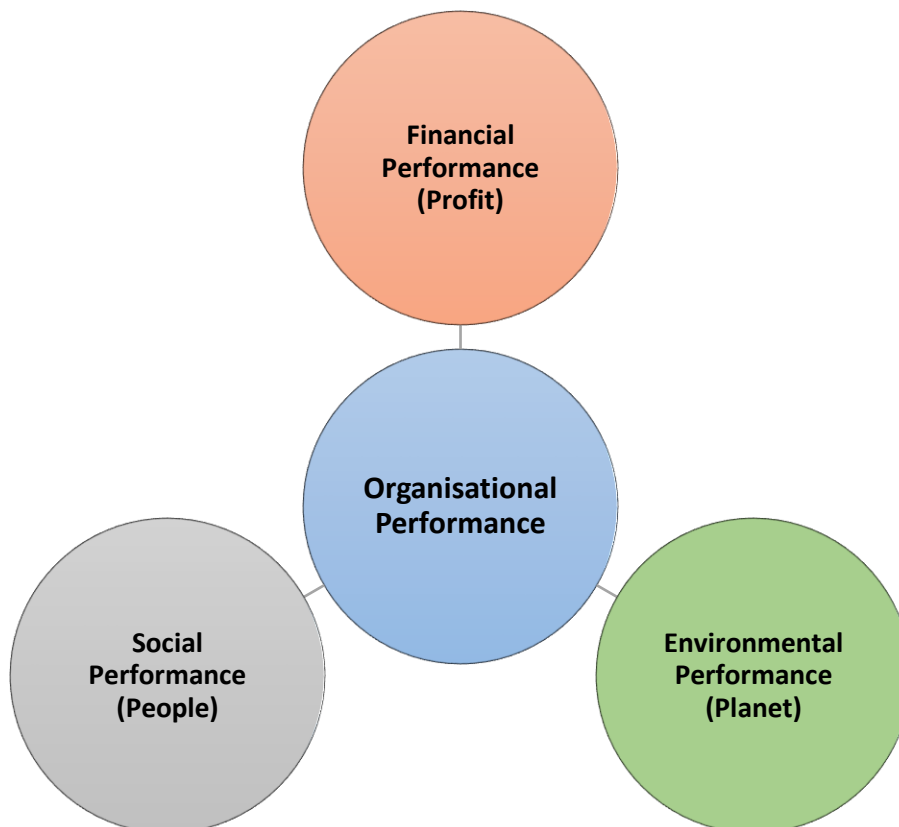 Financial
Performance
(Profit)
Organisational
Performance
Social
Performance
(People)
Environmental
Performance
(Planet)